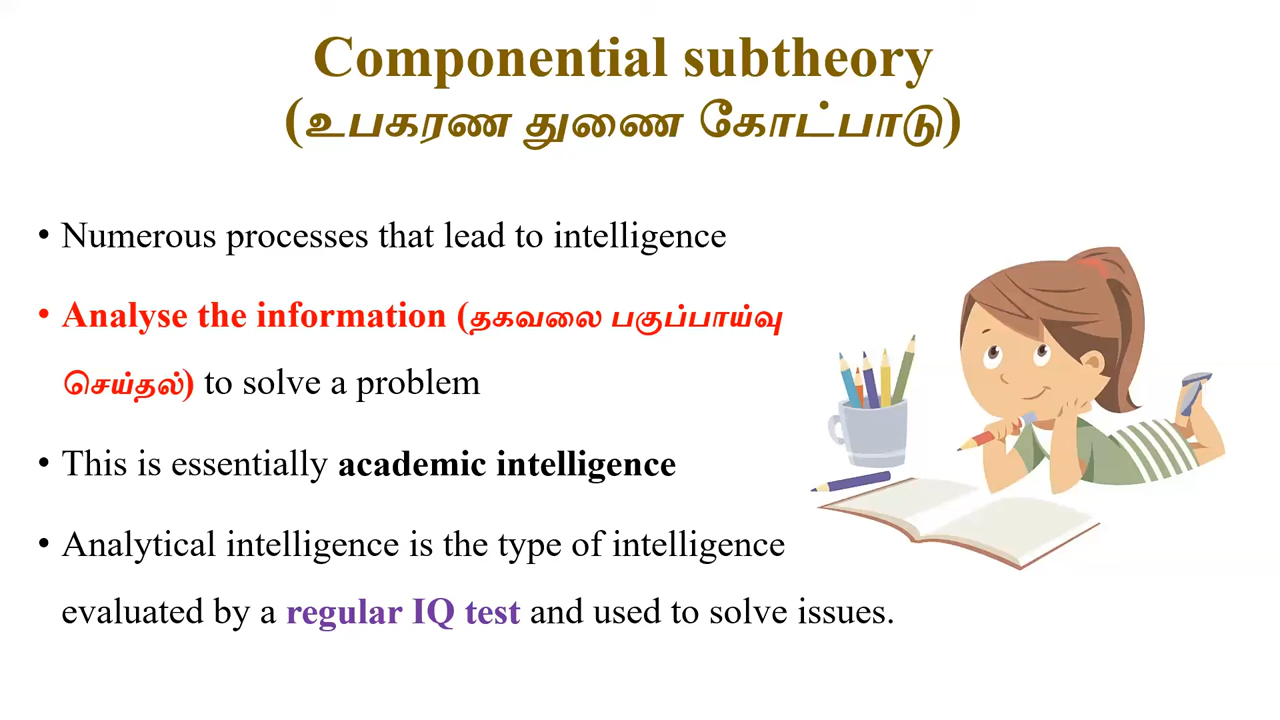 Componential subtheory
(உபகரண துணை கோட்பாடு)
• Numerous processes that lead to intelligence
• Analyse the information (தகவலை பகுப்பாய்வு
செய்தல்) to solve a problem
• This is essentially academic intelligence
• Analytical intelligence is the type of intelligence
evaluated by a regular IQ test and used to solve issues.